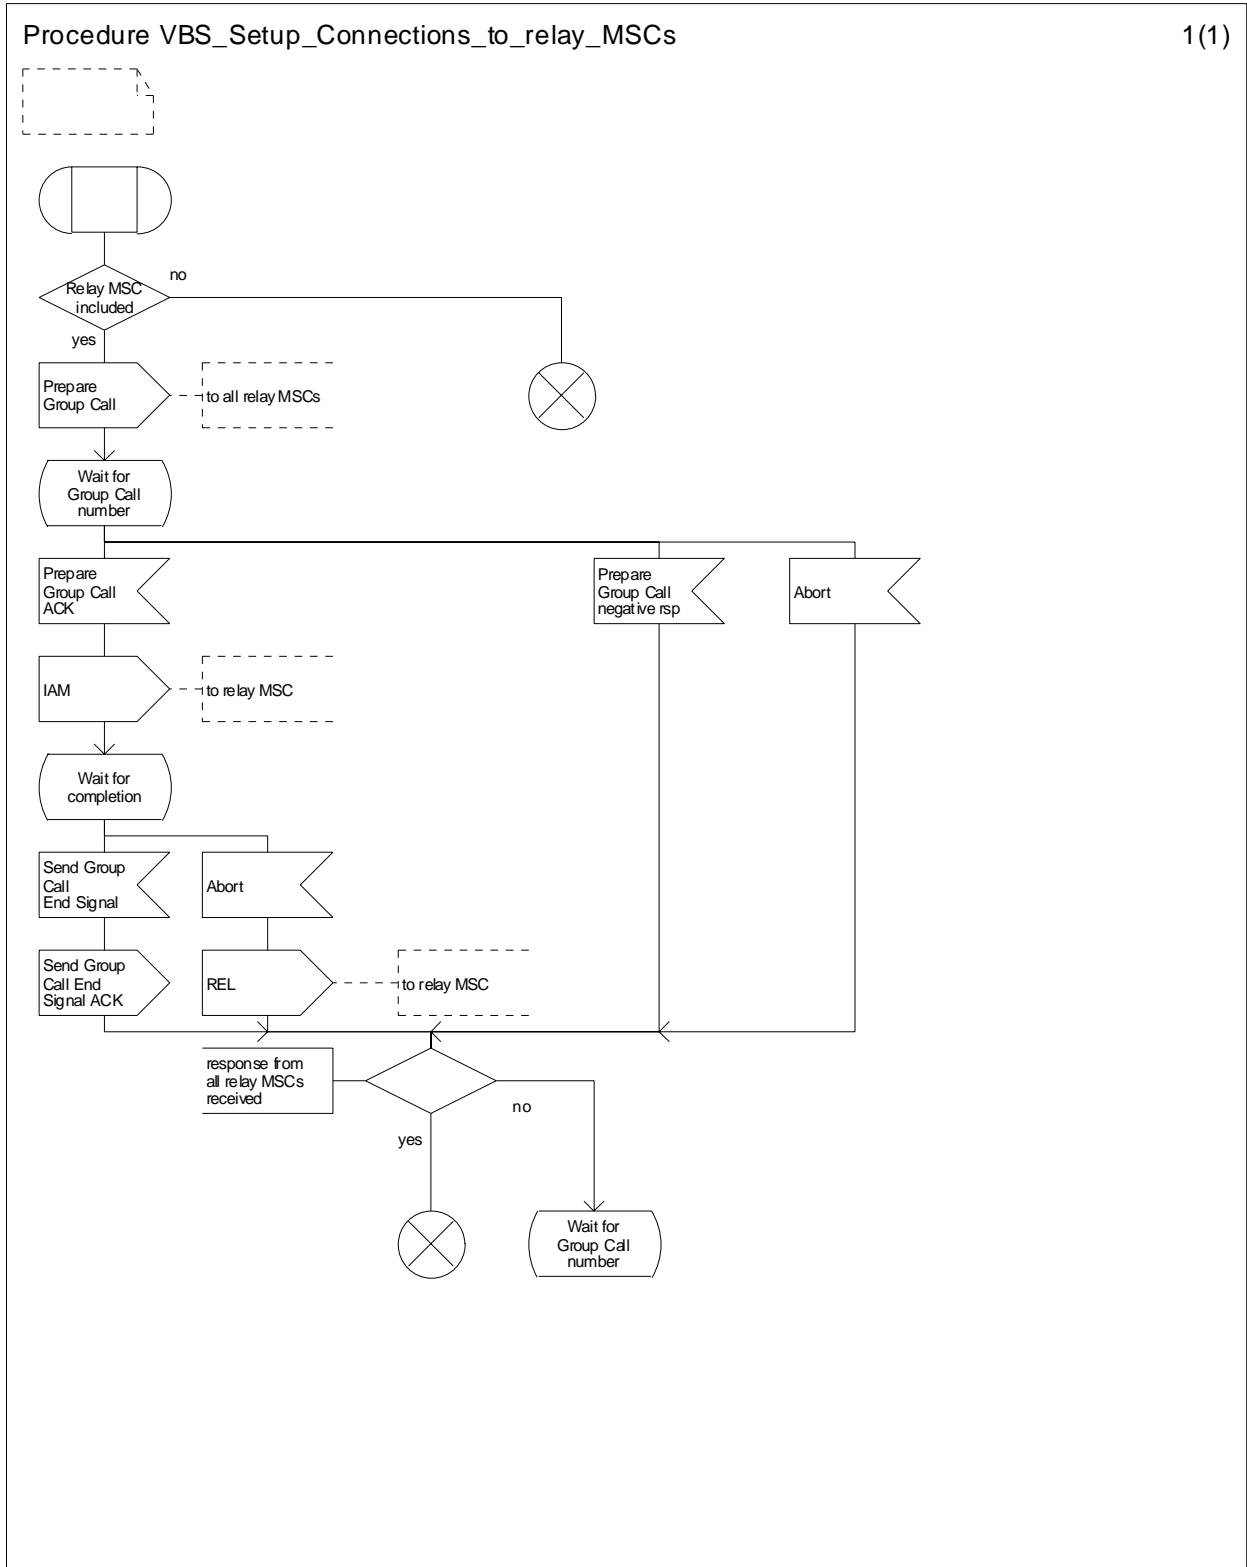 Procedure VBS_Setup_Connections_to_relay_MSCs
1(1)
Relay MSC
included
no
yes
Prepare
Group Call
to all relay MSCs
Wait for
Group Call
number
Prepare
Group Call
ACK
Prepare
Group Call
negative rsp
Abort
IAM
to relay MSC
Wait for
completion
Send Group
Call
End Signal
Abort
Send Group
Call End
Signal ACK
REL
to relay MSC
response from
all relay MSCs
received
no
yes
Wait for
Group Call
number